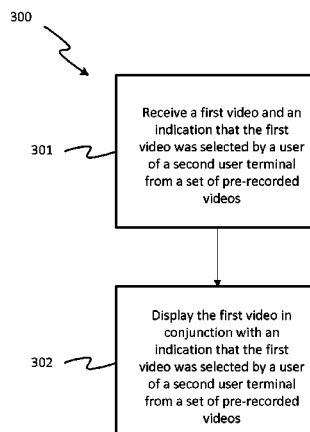 300
301
Receive a first video and an
indication that the first
video was selected by a user
of a second user terminal
from a set of pre-recorded
videos
302
Display the first video in
conjunction with an
indication that the first
video was selected by a user
of a second user terminal
from a set of pre-recorded
videos